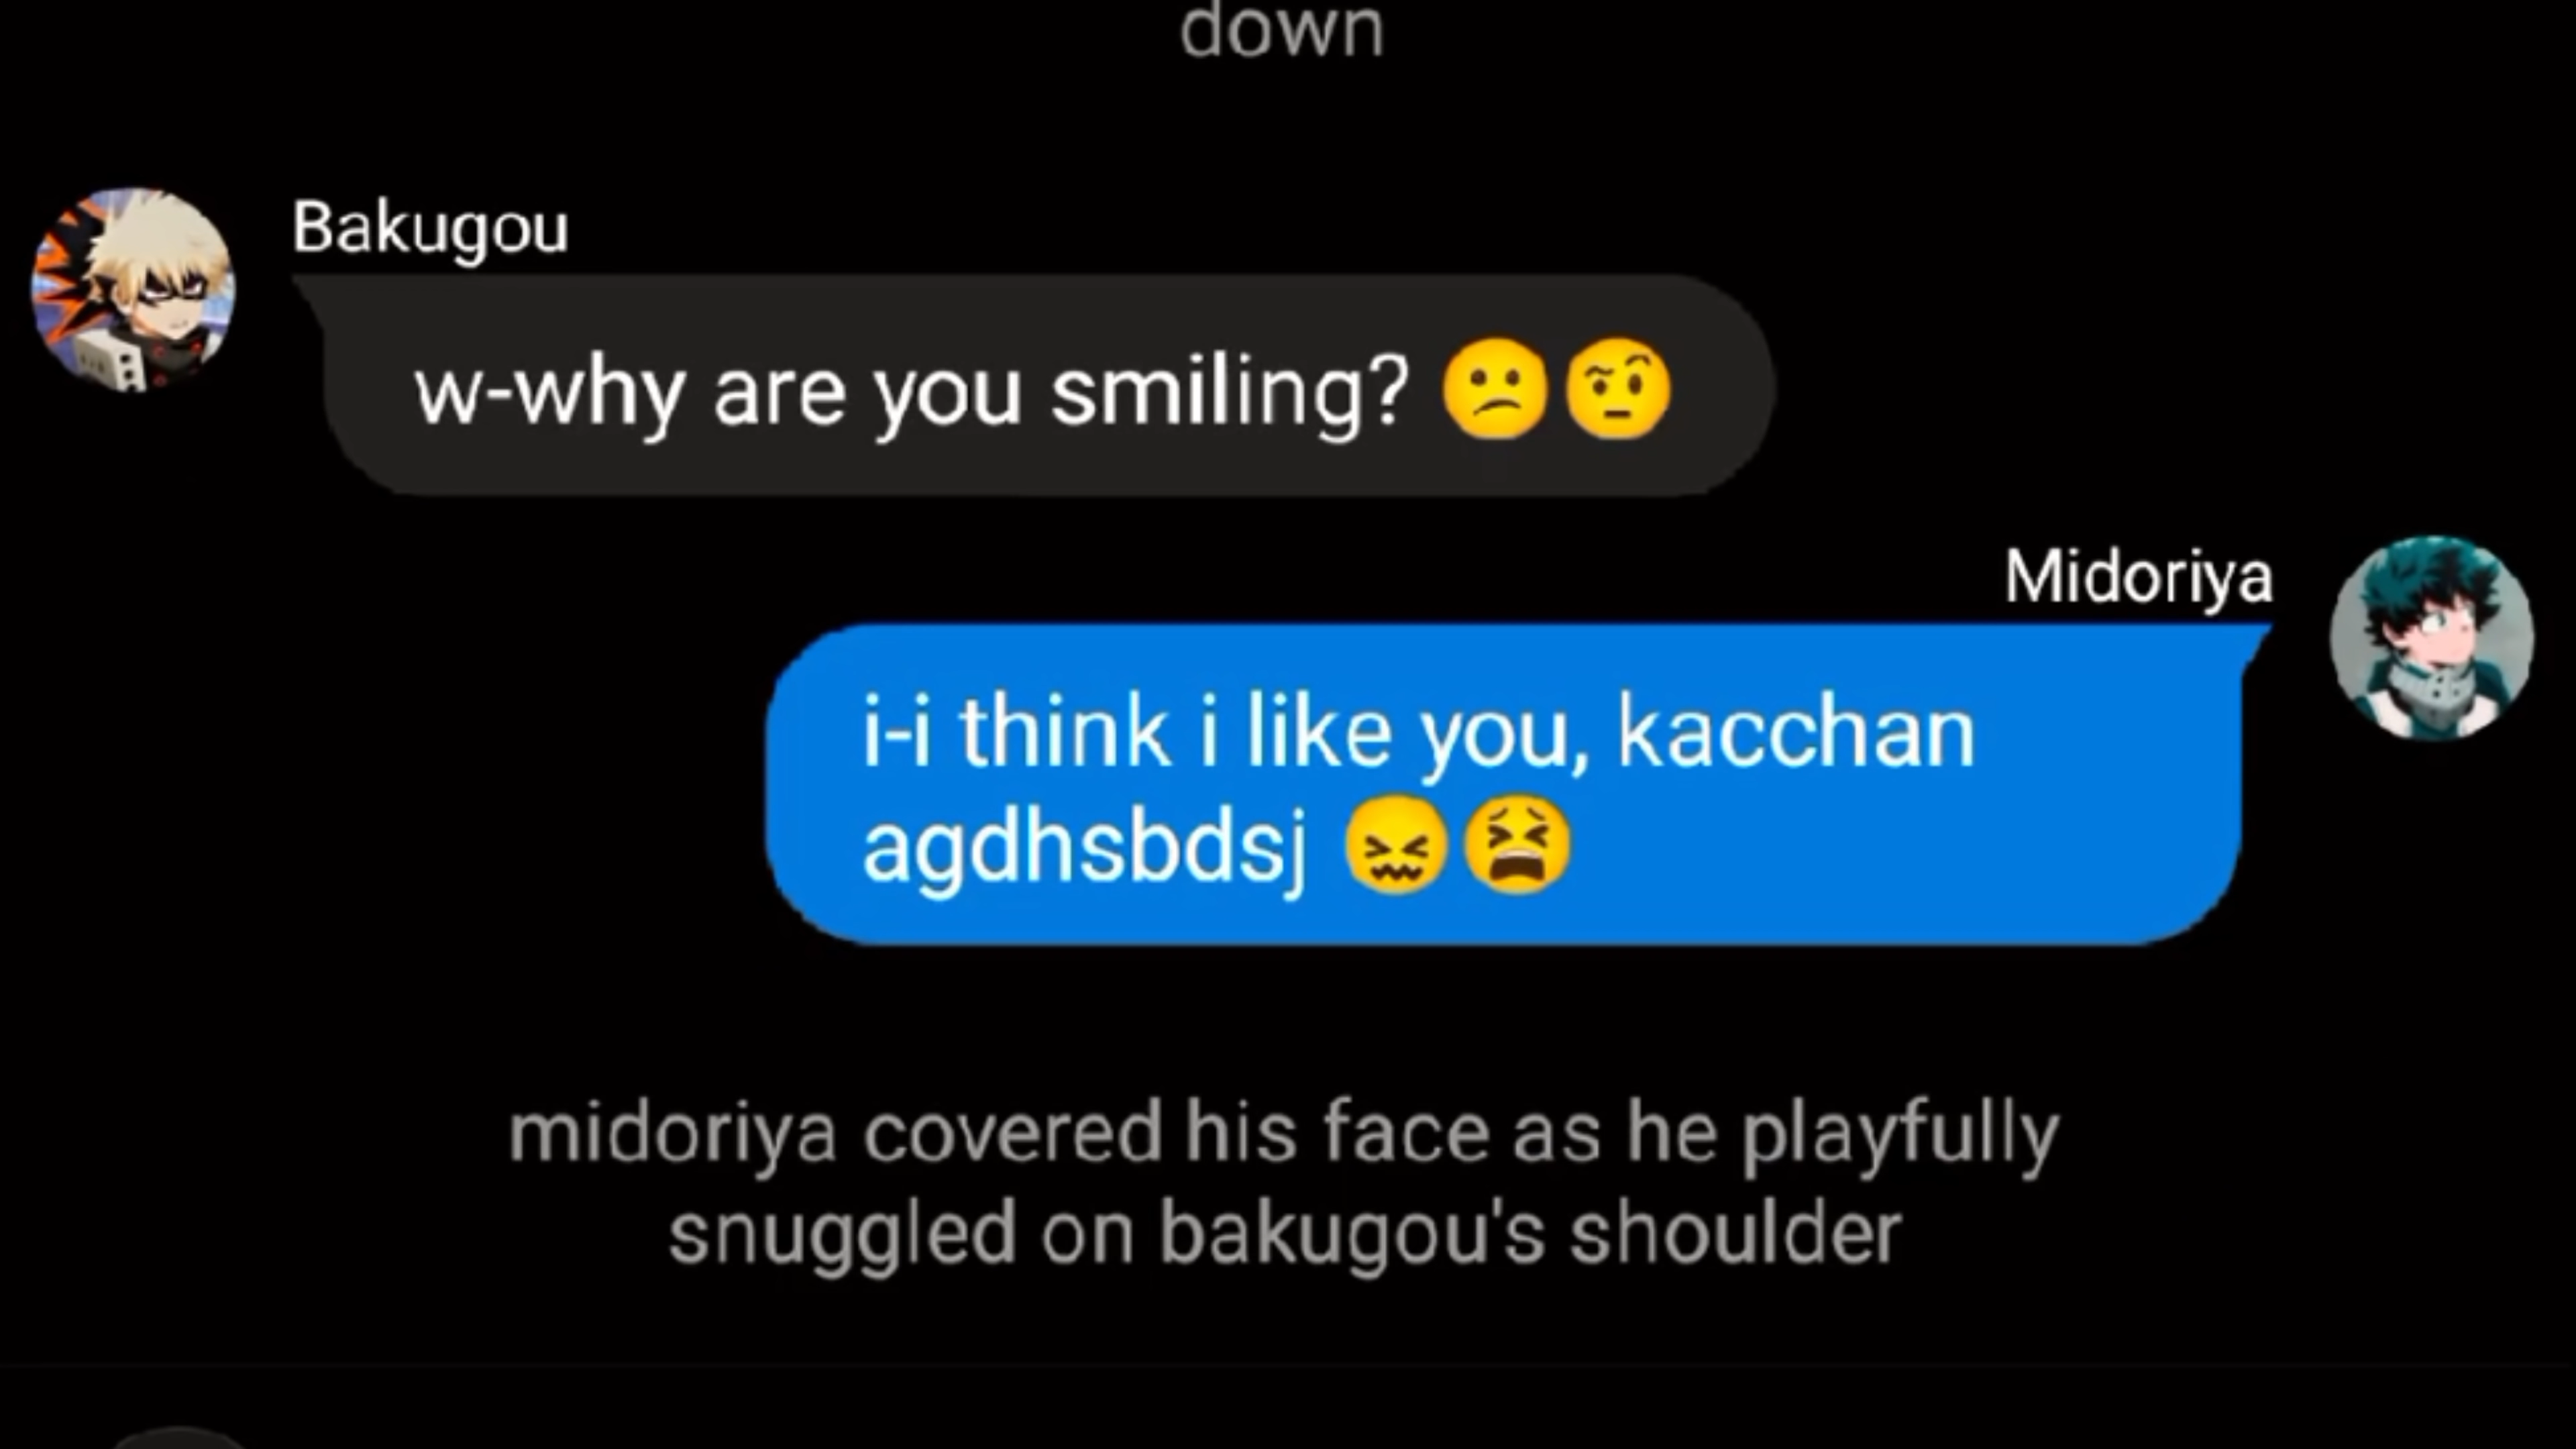 down
Bakugou
w-why are you smiling? 😕🤨
Midoriya
i-i think i like you, kacchan
agdhsbdsj 😖😫
midoriya covered his face as he playfully
snuggled on bakugou's shoulder